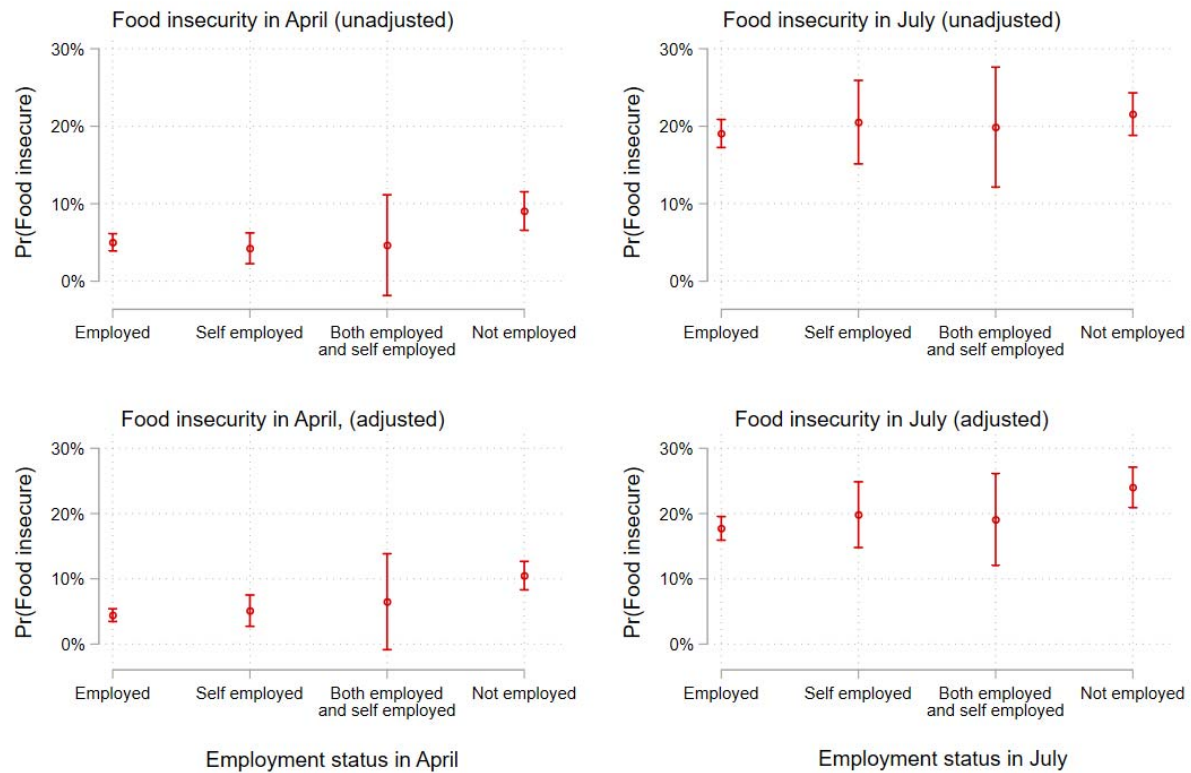 Food insecurity in April (unadjusted)
30%
20%
10%
0%
Pr(Food insecure)
Employed
Self employed
Both employed
and self employed
Not employed
Food insecurity in July (unadjusted)
30%
20%
10%
0%
Pr(Food insecure)
Employed
Self employed
Both employed
and self employed
Not employed
Food insecurity in April, (adjusted)
30%
20%
10%
0%
Pr(Food insecure)
Employed
Self employed
Both employed
and self employed
Not employed
Employment status in April
Food insecurity in July (adjusted)
30%
20%
10%
0%
Pr(Food insecure)
Employed
Self employed
Both employed
and self employed
Not employed
Employment status in July